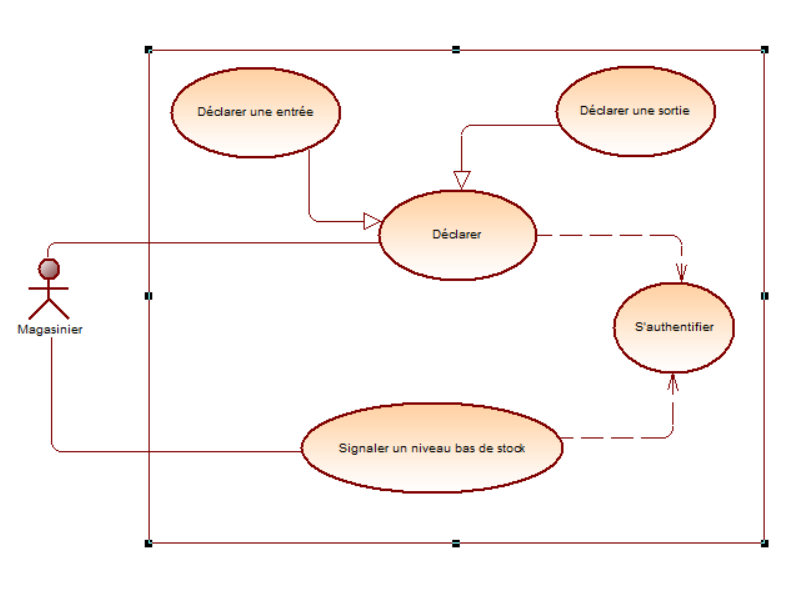 Déclarer une entrée
Déclarer une sortie
Déclarer
Magasinier
S'authentifier
Signaler un niveau bas de stock